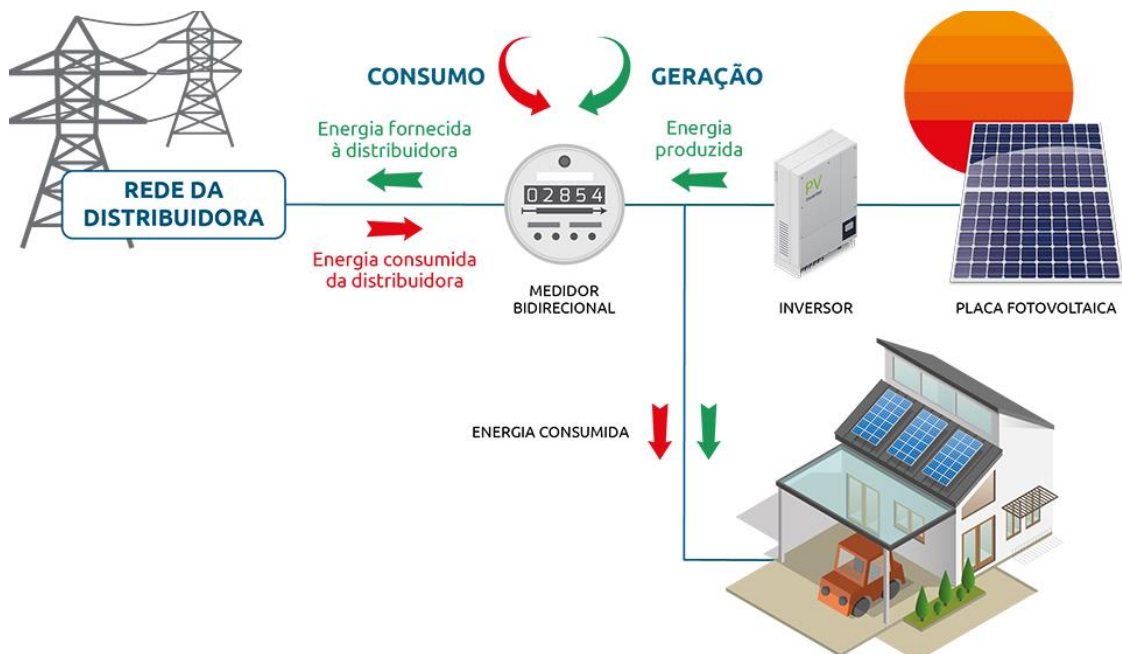 CONSUMO
GERAÇÃO
Energia fornecida
à distribuidora
Energia
produzida
REDE DA
DISTRIBUIDORA
02854
PV
Energia consumida
da distribuidora
MEDIDOR
BIDIRECIONAL
INVERSOR
PLACA FOTOVOLTAICA
ENERGIA CONSUMIDA